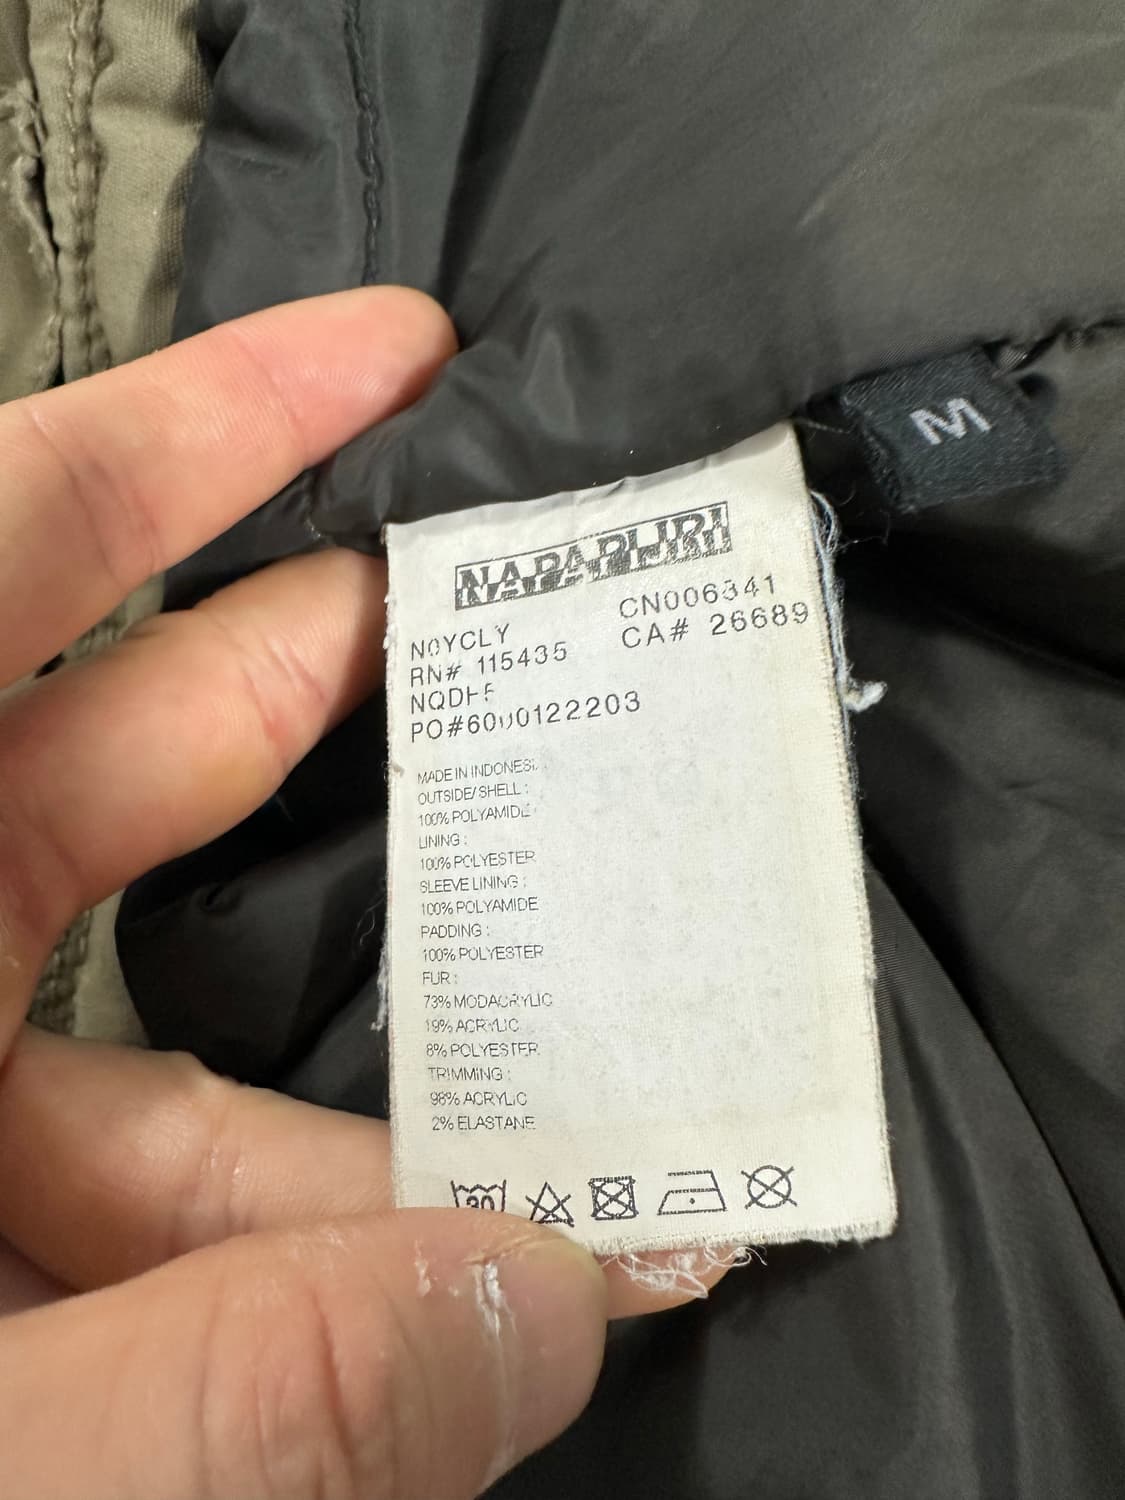 M
NAPAPIJRI
N0YCLY
CN006341
RN# 115435
CA# 26689
PO#6000122203
MADE IN INDONESI
OUTSIDE/SHELL :
100% POLYAMIDE
LINING :
100% POLYESTER
SLEEVE LINING :
100% POLYAMIDE
PADDING :
100% POLYESTER
FUR :
73% MODACRYLIC
19% ACRYLIC
8% POLYESTER
TRIMMING :
98% ACRYLIC
2% ELASTANE
30